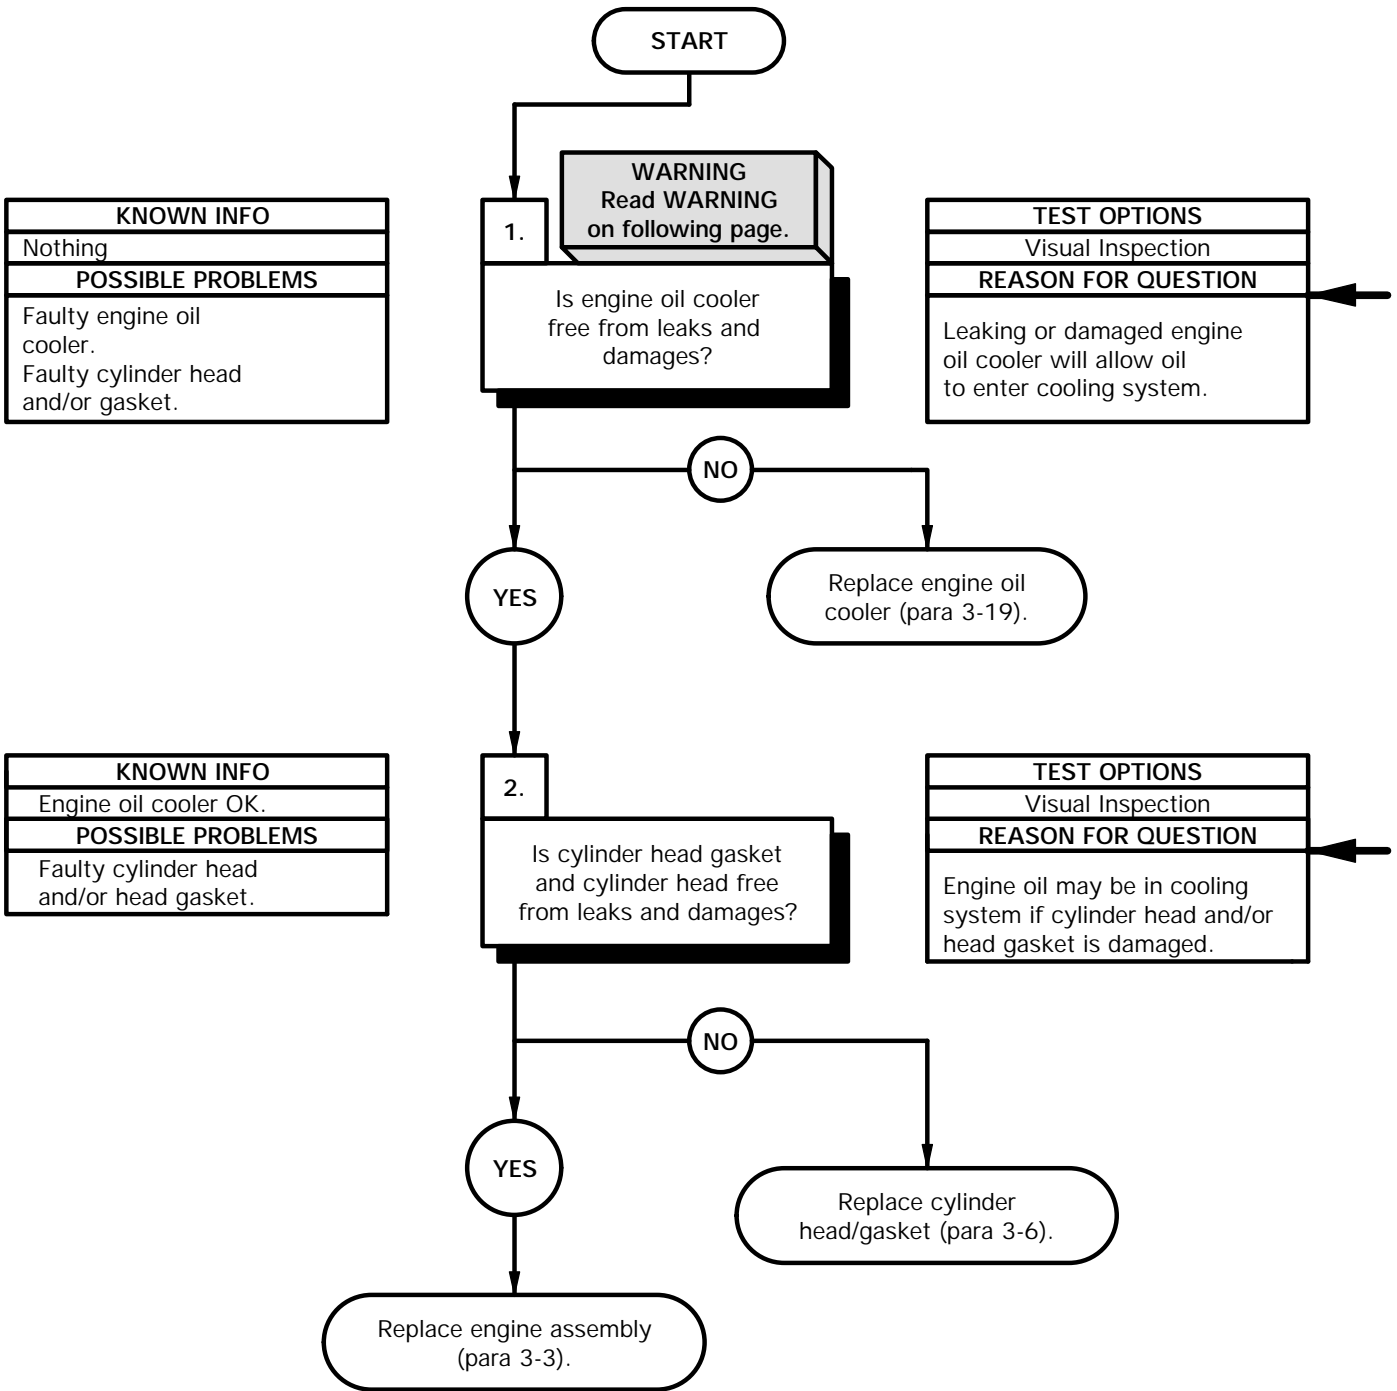 START
WARNING
Read WARNING
on following page.
KNOWN INFO
Nothing
POSSIBLE PROBLEMS
Faulty engine oil
cooler.
Faulty cylinder head
and/or gasket.
1.
Is engine oil cooler
free from leaks and
damages?
TEST OPTIONS
Visual Inspection
REASON FOR QUESTION
Leaking or damaged engine
oil cooler will allow oil
to enter cooling system.
NO
YES
Replace engine oil
cooler (para 3-19).
KNOWN INFO
Engine oil cooler OK.
POSSIBLE PROBLEMS
Faulty cylinder head
and/or head gasket.
2.
Is cylinder head gasket
and cylinder head free
from leaks and damages?
TEST OPTIONS
Visual Inspection
REASON FOR QUESTION
Engine oil may be in cooling
system if cylinder head and/or
head gasket is damaged.
NO
YES
Replace cylinder
head/gasket (para 3-6).
Replace engine assembly
(para 3-3).